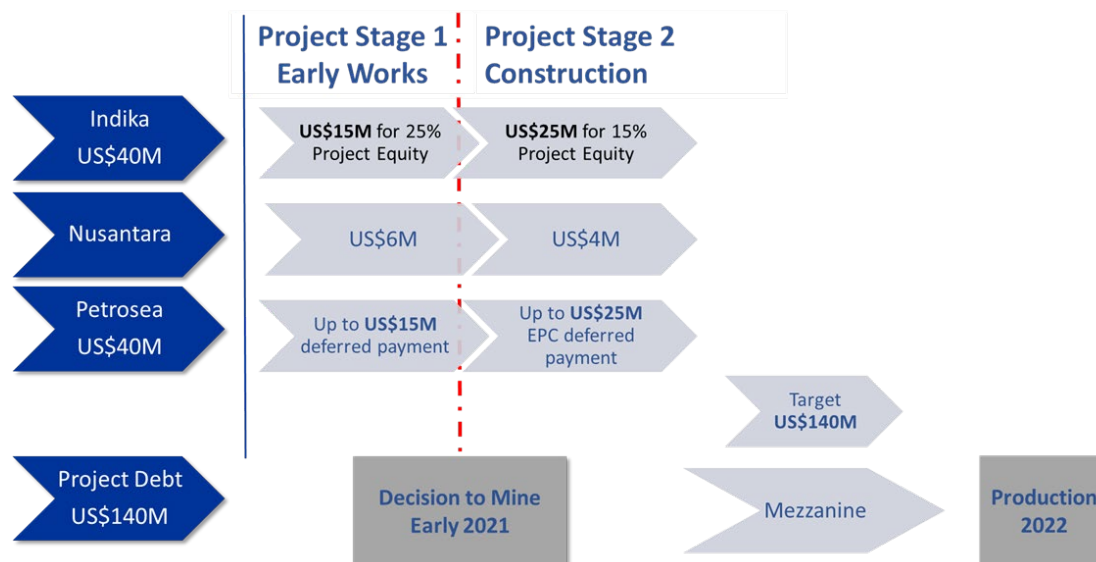 Project Stage 1
Early Works
Project Stage 2
Construction
Indika
US$40M
US$15M for 25%
Project Equity
US$25M for 15%
Project Equity
Nusantara
US$6M
US$4M
Petrosea
US$40M
Up to US$15M
deferred payment
Up to US$25M
EPC deferred
payment
Target
US$140M
Project Debt
US$140M
Decision to Mine
Early 2021
Mezzanine
Production
2022